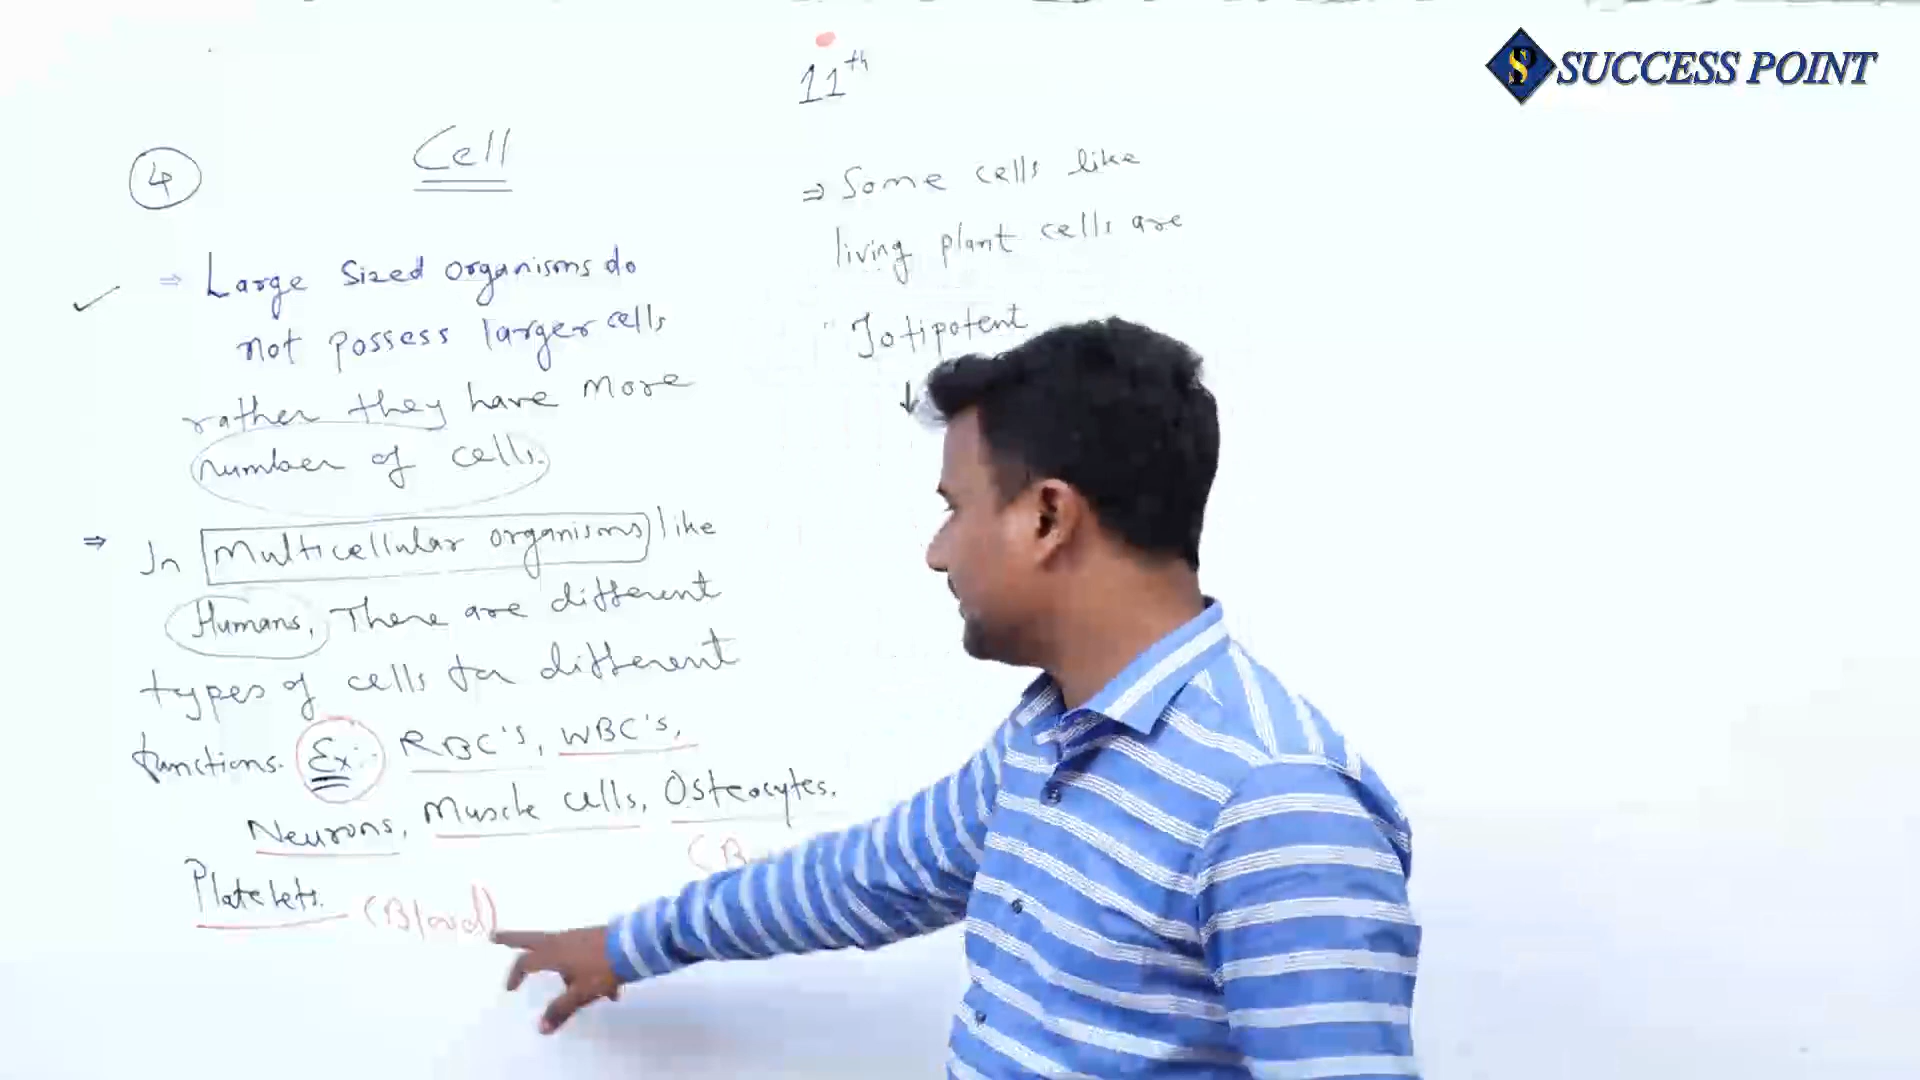 SUCCESS POINT
11th
4
Cell
⇒ Large Sized organisms do
not possess larger cells
rather they have more
number of cells.
⇒ In Multicellular organisms like
Humans, There are different
types of cells for different
functions. Ex:- RBC's, WBC's,
Neurons, Muscle cells, Osteocytes.
Platelets. (Blood)
⇒ Some cells like
living plant cells are
Totipotent
↓